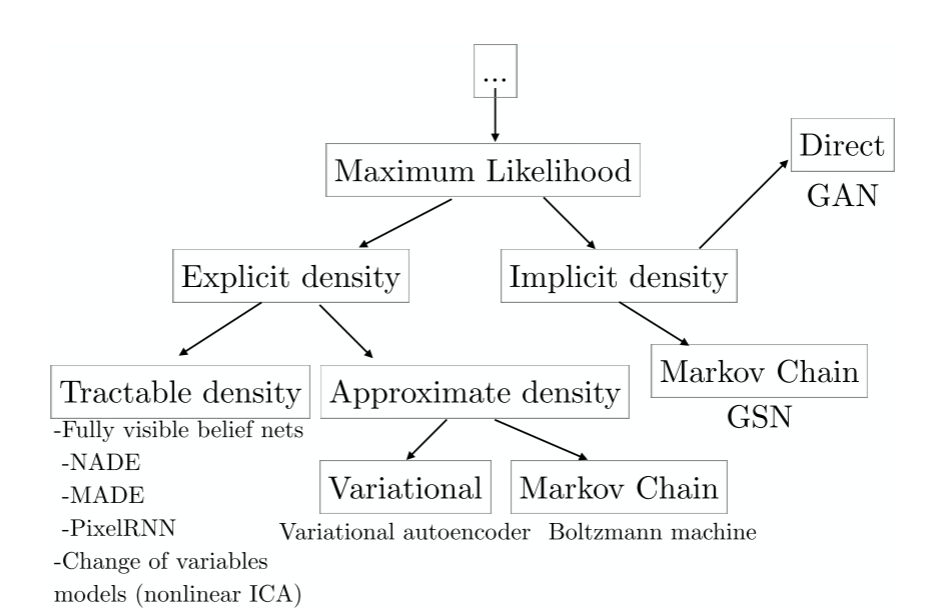 ...
Maximum Likelihood
Direct
GAN
Explicit density
Implicit density
Markov Chain
GSN
Tractable density
-Fully visible belief nets
-NADE
-MADE
-PixelRNN
-Change of variables
models (nonlinear ICA)
Approximate density
Variational
Variational autoencoder
Markov Chain
Boltzmann machine